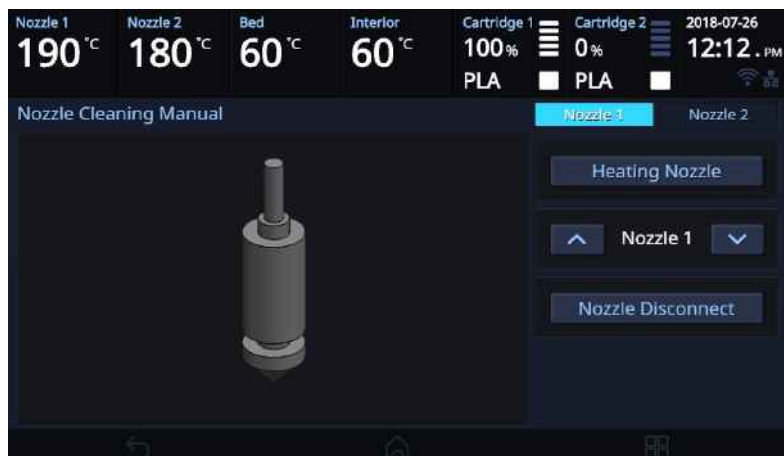 Nozzle 1 Nozzle 2 Bed Interior Cartridge 1 Cartridge 2 2018-07-26
190°C 180°C 60°C 60°C 100% 0% 12:12 . PM
PLA PLA
Nozzle Cleaning Manual Nozzle 1 Nozzle 2
Heating Nozzle
Nozzle 1
Nozzle Disconnect